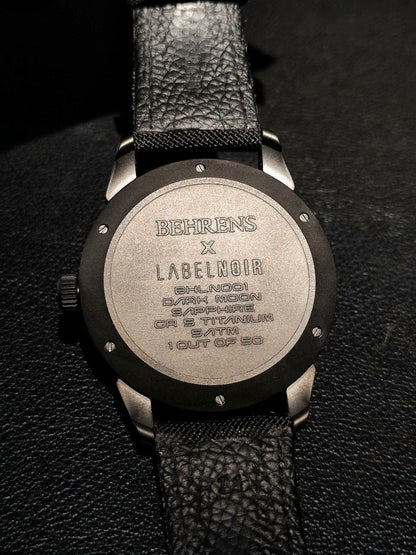 BEHRENS
X
LABELNOIR
BHLN001
DARK MOON
SAPPHIRE
GR 5 TITANIUM
5ATM
1 OUT OF 50